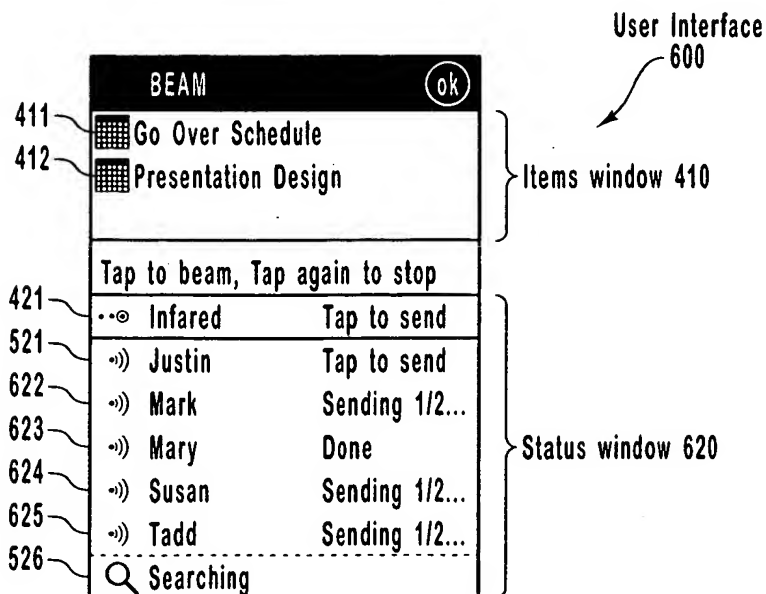 User Interface
600
BEAM ok
411 Go Over Schedule
412 Presentation Design
Items window 410
Tap to beam, Tap again to stop
421 Infared Tap to send
521 Justin Tap to send
622 Mark Sending 1/2...
623 Mary Done
624 Susan Sending 1/2...
625 Tadd Sending 1/2...
526 Searching
Status window 620